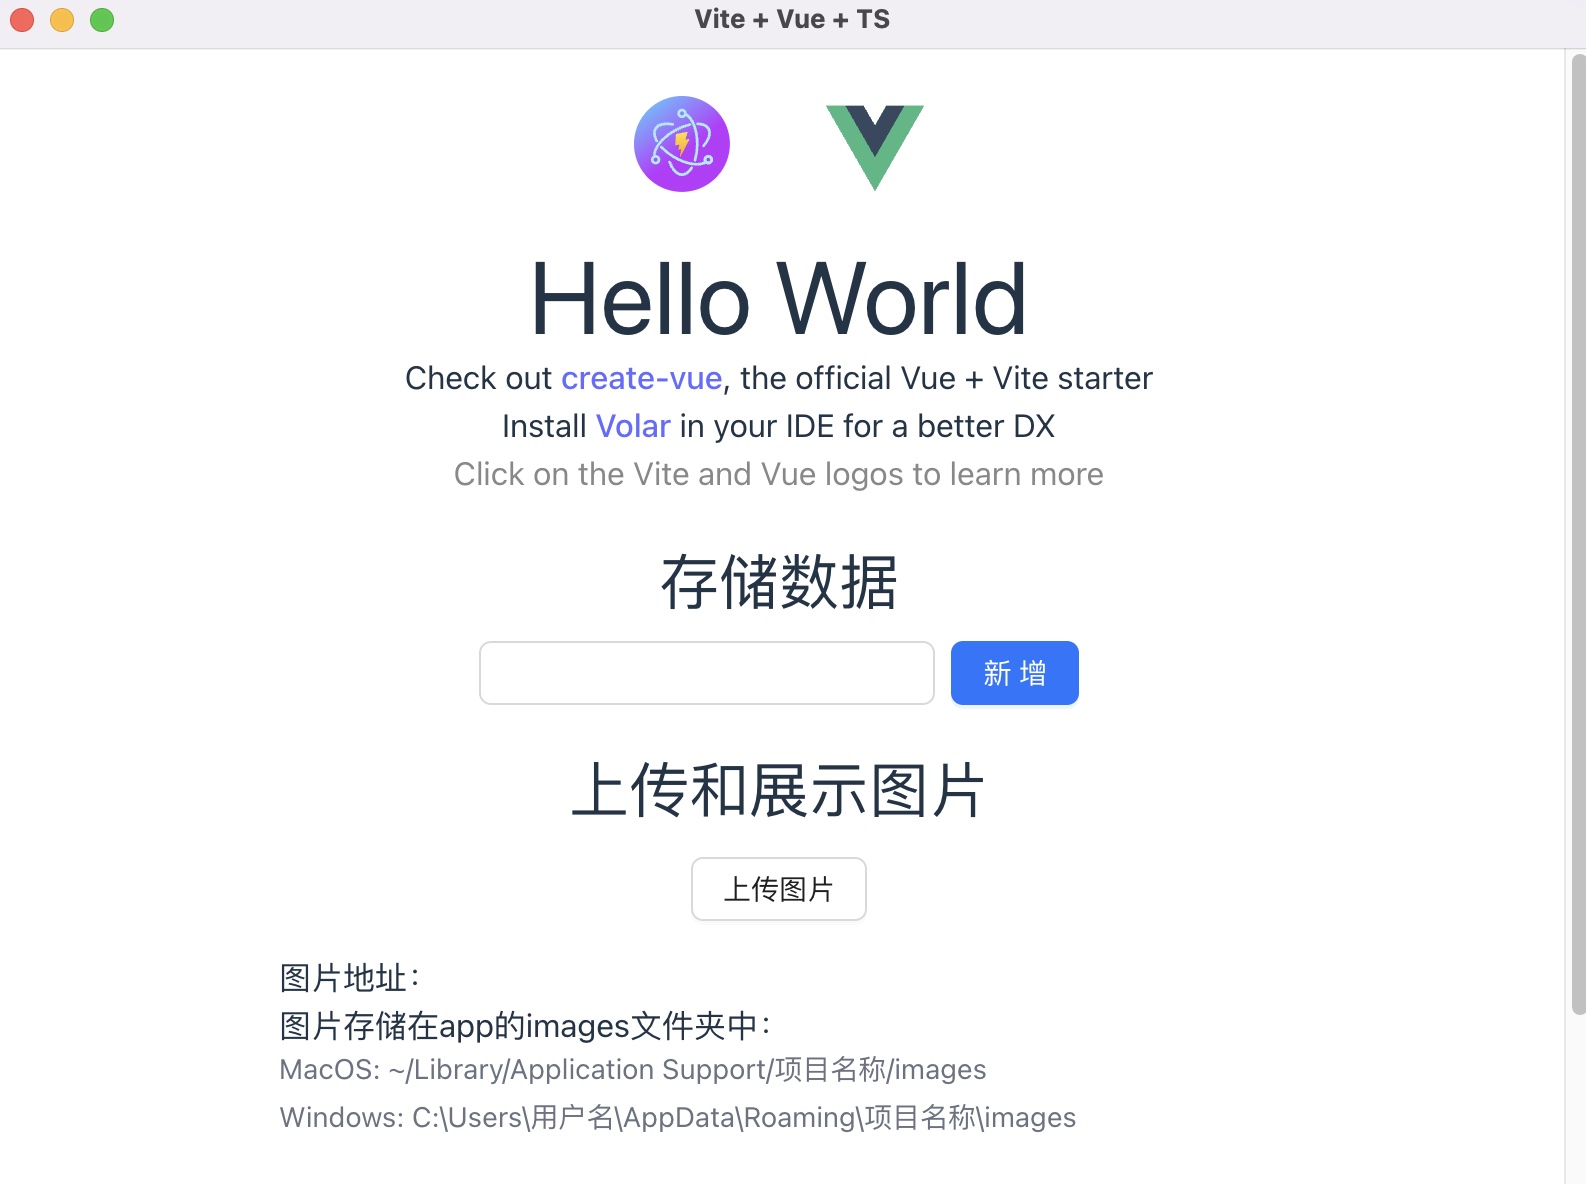 Vite + Vue + TS
Hello World
Check out create-vue, the official Vue + Vite starter
Install Volar in your IDE for a better DX
Click on the Vite and Vue logos to learn more
存储数据
新 增
上传和展示图片
上传图片
图片地址：
图片存储在app的images文件夹中：
MacOS: ~/Library/Application Support/项目名称/images
Windows: C:\Users\用户名\AppData\Roaming\项目名称\images